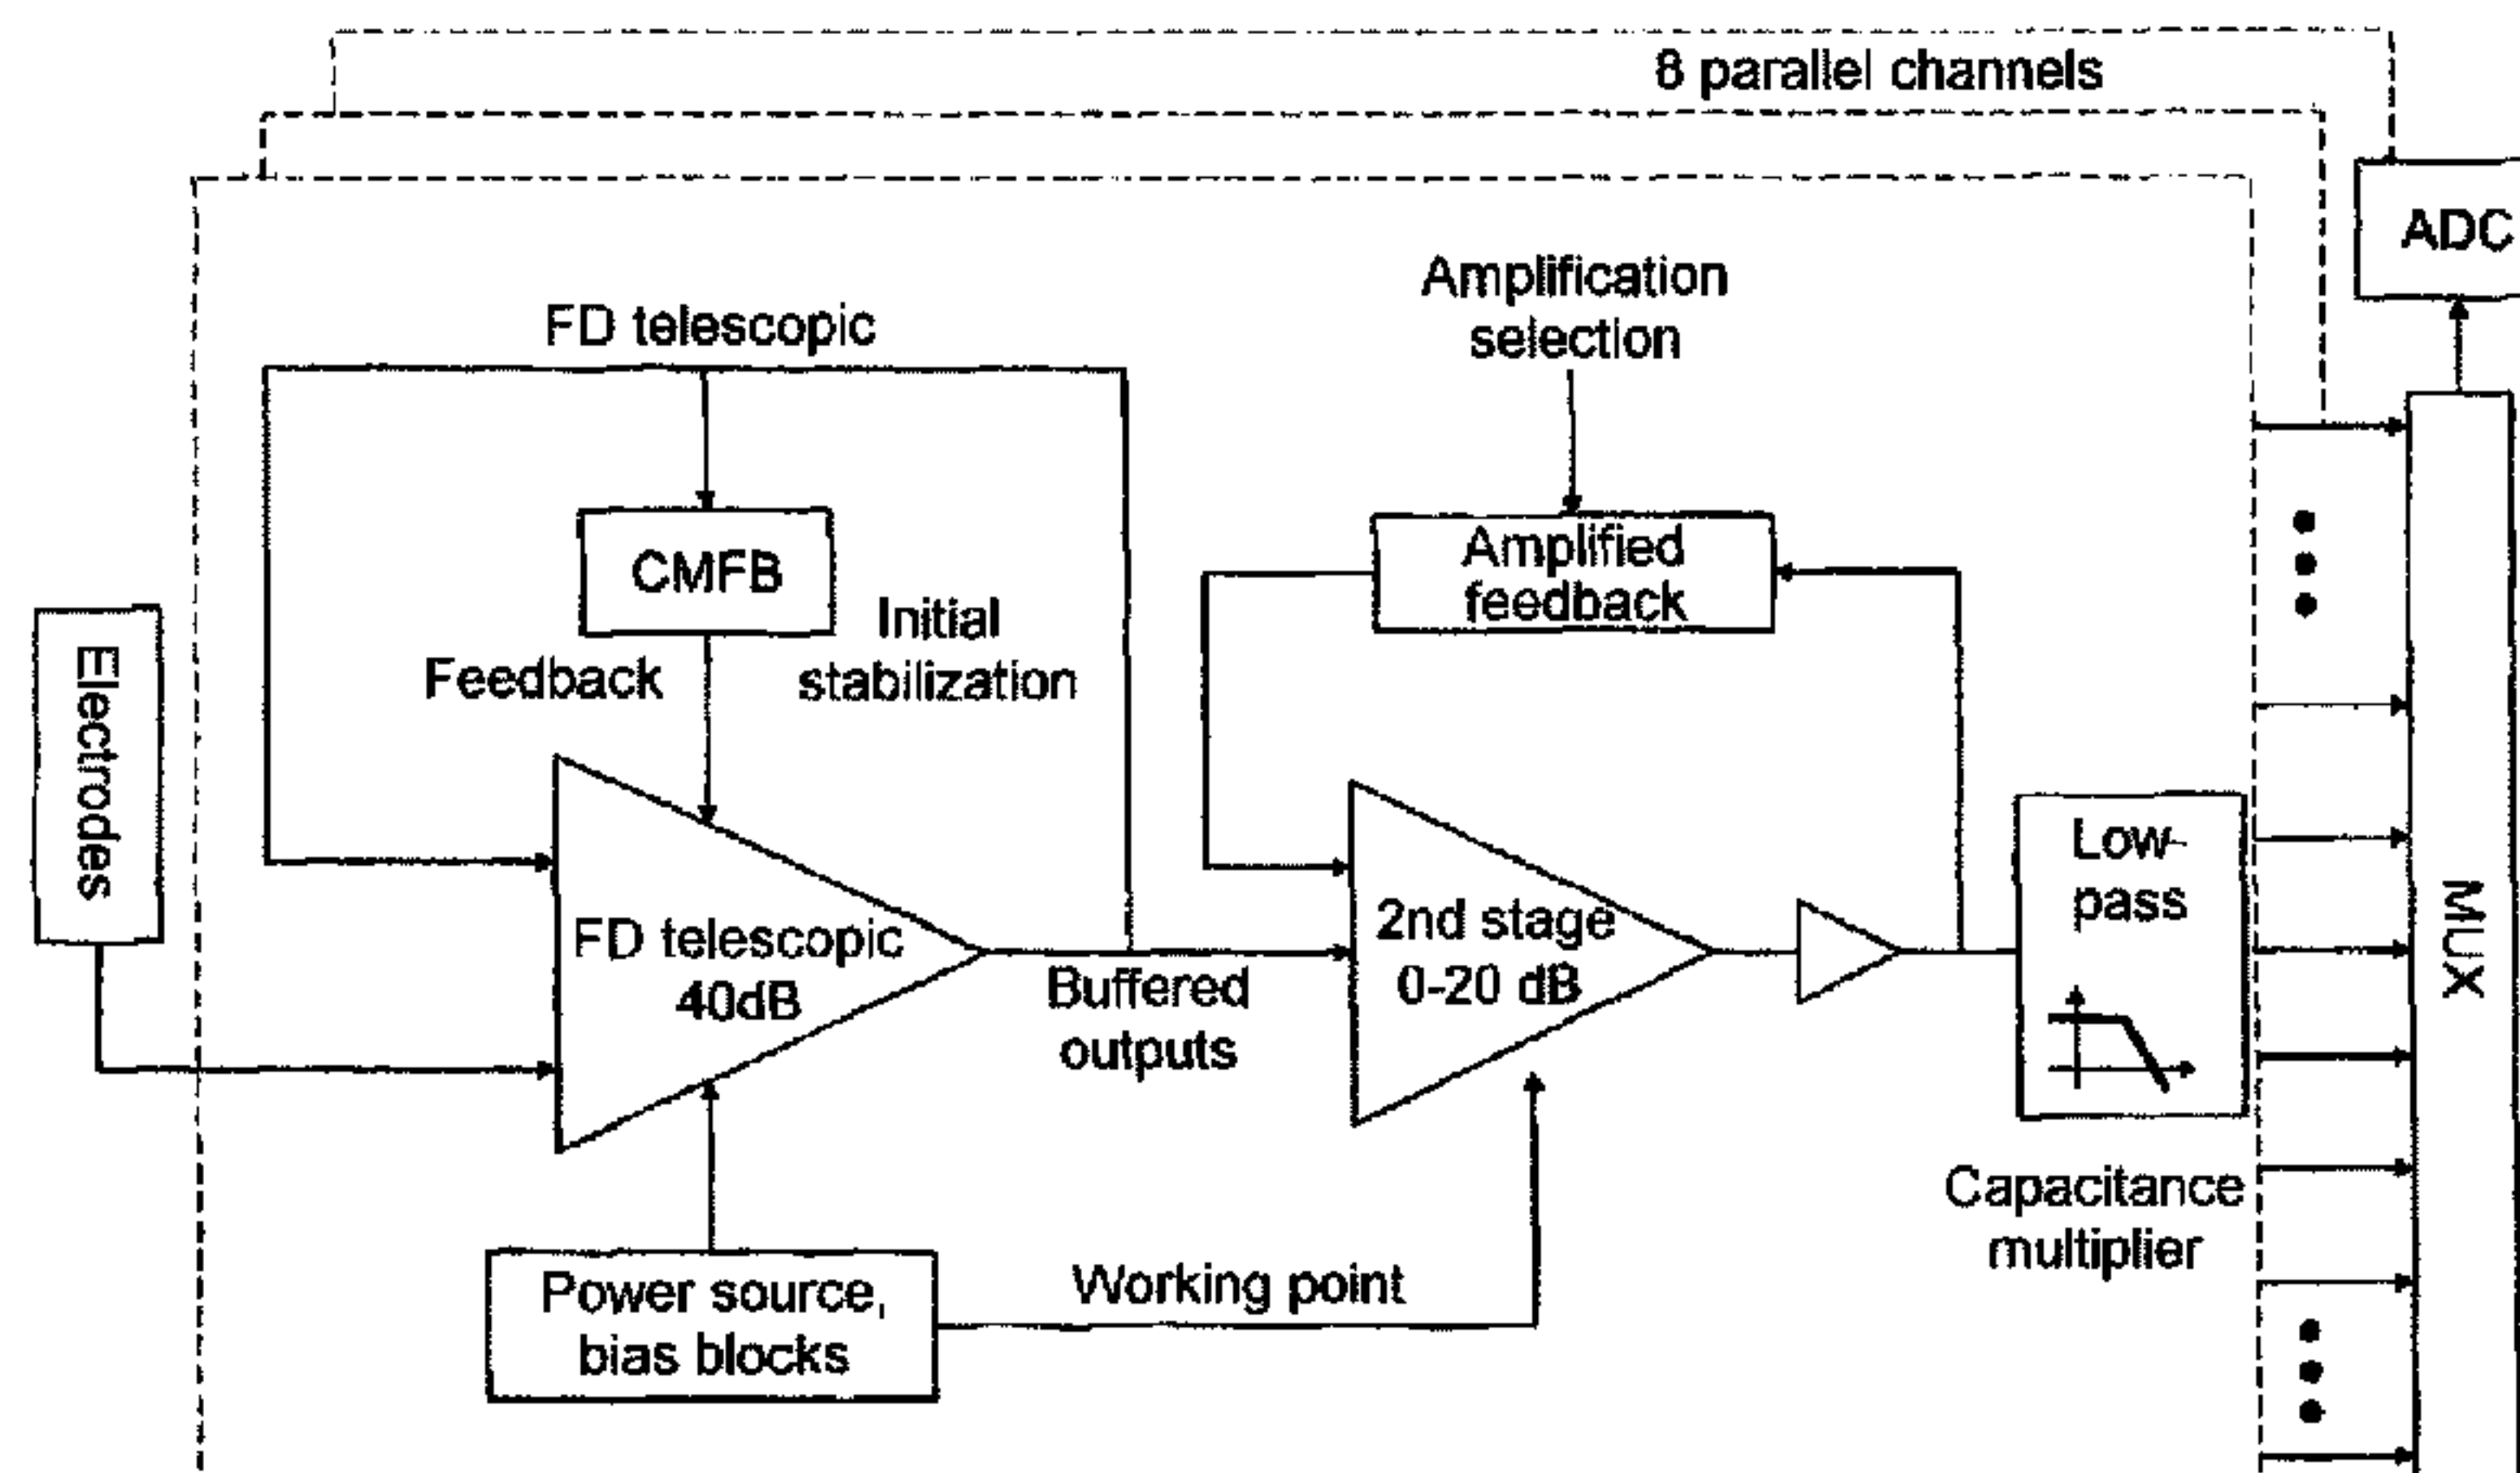 8 parallel channels
ADC
Amplification
selection
FD telescopic
CMFB
Amplified
feedback
Initial
stabilization
Feedback
Electrodes
FD telescopic
40dB
Buffered
outputs
2nd stage
0-20 dB
Low-
pass
MUX
Capacitance
multiplier
Power source,
bias blocks
Working point